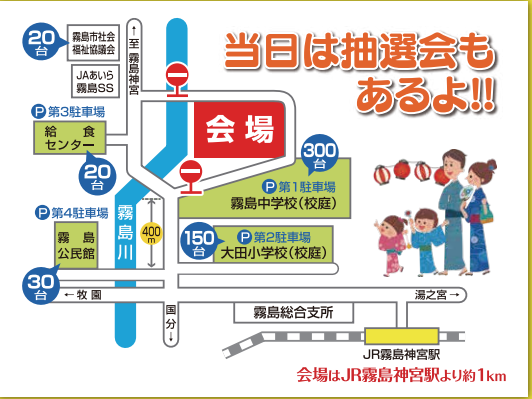 当日は抽選会も
あるよ!!
20台
霧島市社会
福祉協議会
JAあいら
霧島SS
←至霧島神宮
会場
P 第3駐車場
給食
センター
20台
300台
P 第1駐車場
霧島中学校(校庭)
P 第4駐車場
霧島
公民館
30台
霧島川
400m
150台
P 第2駐車場
大田小学校(校庭)
←牧園
国分→
湯之宮→
霧島総合支所
JR霧島神宮駅
会場はJR霧島神宮駅より約1km